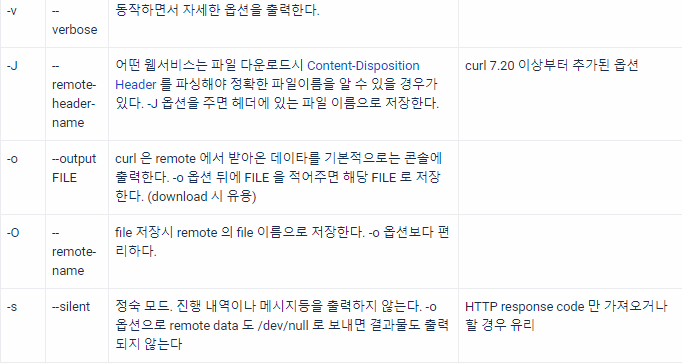 -v --verbose 동작하면서 자세한 옵션을 출력한다.
-J --remote-header-name 어떤 웹서비스는 파일 다운로드시 Content-Disposition Header 를 파싱해야 정확한 파일이름을 알 수 있을 경우가 있다. -J 옵션을 주면 헤더에 있는 파일 이름으로 저장한다. curl 7.20 이상부터 추가된 옵션
-o --output FILE curl 은 remote 에서 받아온 데이타를 기본적으로는 콘솔에 출력한다. -o 옵션 뒤에 FILE 을 적어주면 해당 FILE 로 저장한다. (download 시 유용)
-O --remote-name file 저장시 remote 의 file 이름으로 저장한다. -o 옵션보다 편리하다.
-s --silent 정숙 모드. 진행 내역이나 메시지등을 출력하지 않는다. -o 옵션으로 remote data 도 /dev/null 로 보내면 결과물도 출력되지 않는다 HTTP response code 만 가져오거나 할 경우 유리